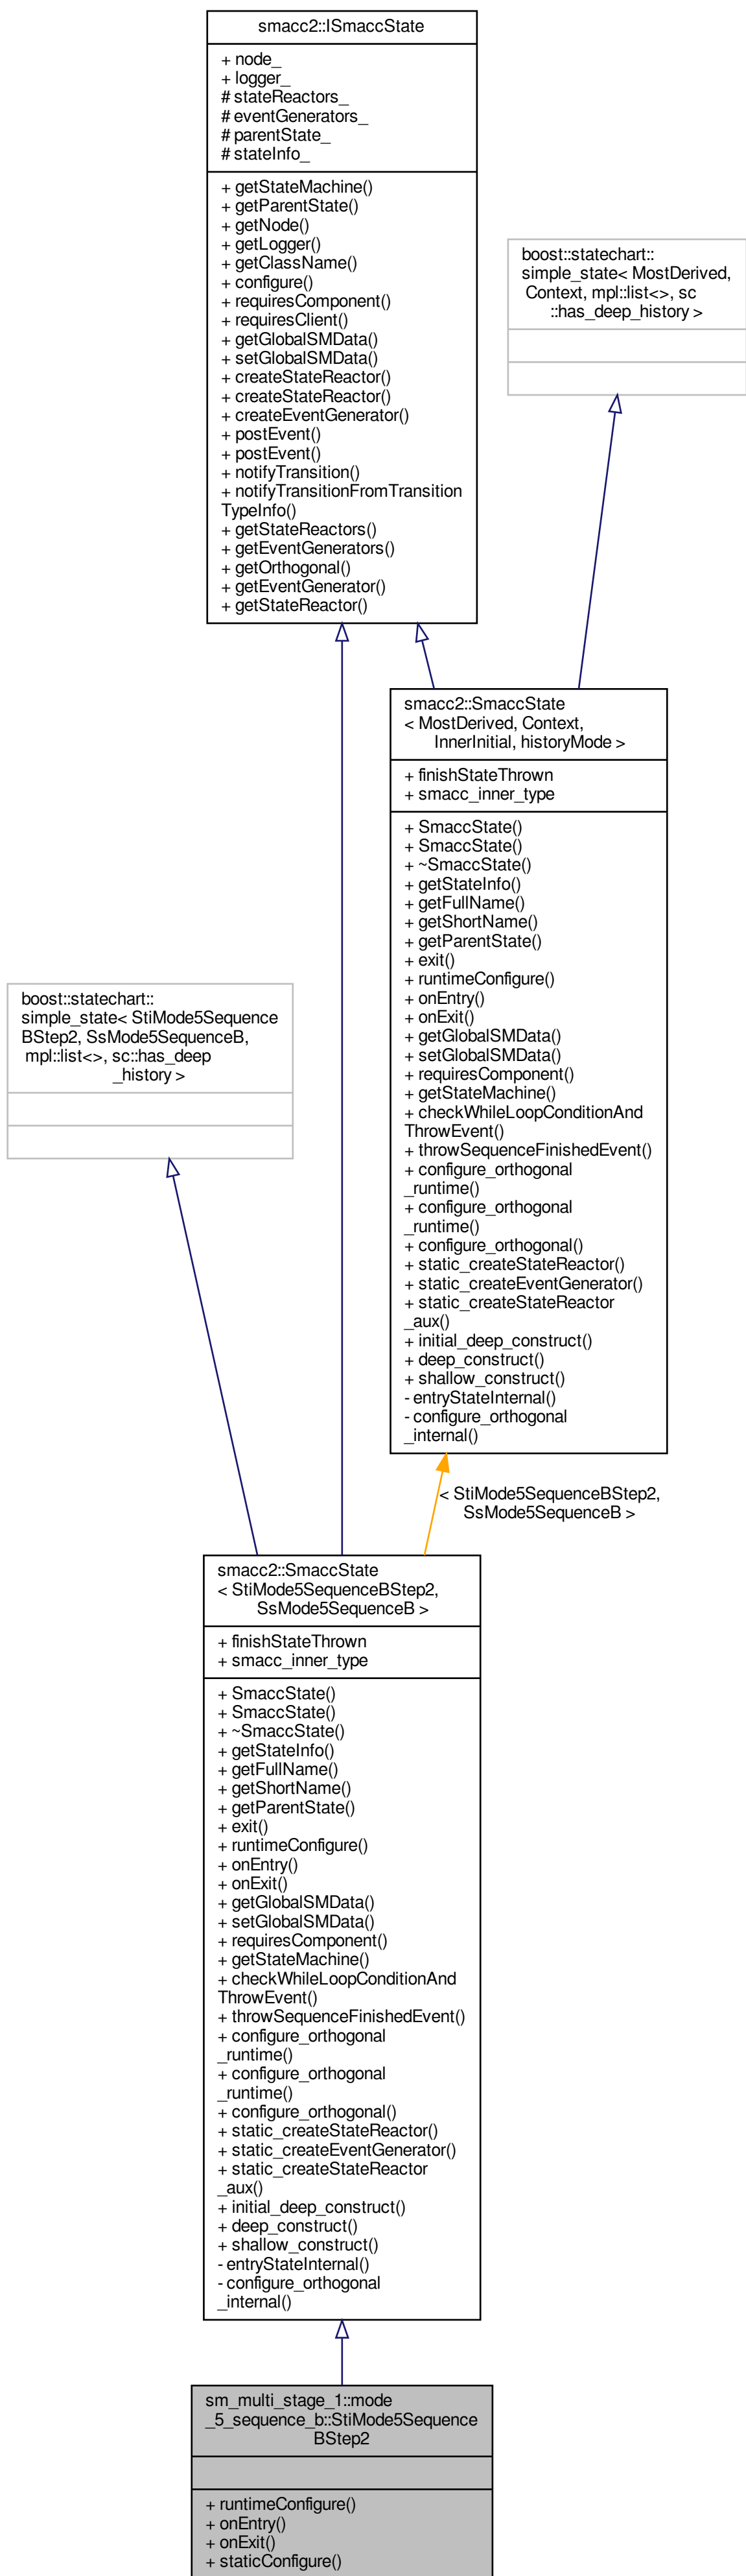 smacc2::ISmaccState
+ node_
+ logger_
# stateReactors_
# eventGenerators_
# parentState_
# stateInfo_
+ getStateMachine()
+ getParentState()
+ getNode()
+ getLogger()
+ getClassName()
+ configure()
+ requiresComponent()
+ requiresClient()
+ getGlobalSMData()
+ setGlobalSMData()
+ createStateReactor()
+ createStateReactor()
+ createEventGenerator()
+ postEvent()
+ postEvent()
+ notifyTransition()
+ notifyTransitionFromTransition
TypeInfo()
+ getStateReactors()
+ getEventGenerators()
+ getOrthogonal()
+ getEventGenerator()
+ getStateReactor()
boost::statechart::
simple_state< MostDerived,
Context, mpl::list<>, sc
::has_deep_history >
smacc2::SmaccState
< MostDerived, Context,
InnerInitial, historyMode >
+ finishStateThrown
+ smacc_inner_type
+ SmaccState()
+ SmaccState()
+ ~SmaccState()
+ getStateInfo()
+ getFullName()
+ getShortName()
+ getParentState()
+ exit()
+ runtimeConfigure()
+ onEntry()
+ onExit()
+ getGlobalSMData()
+ setGlobalSMData()
+ requiresComponent()
+ getStateMachine()
+ checkWhileLoopConditionAnd
ThrowEvent()
+ throwSequenceFinishedEvent()
+ configure_orthogonal
_runtime()
+ configure_orthogonal
_runtime()
+ configure_orthogonal()
+ static_createStateReactor()
+ static_createEventGenerator()
+ static_createStateReactor
_aux()
+ initial_deep_construct()
+ deep_construct()
+ shallow_construct()
- entryStateInternal()
- configure_orthogonal
_internal()
boost::statechart::
simple_state< StiMode5Sequence
BStep2, SsMode5SequenceB,
mpl::list<>, sc::has_deep
_history >
< StiMode5SequenceBStep2,
SsMode5SequenceB >
smacc2::SmaccState
< StiMode5SequenceBStep2,
SsMode5SequenceB >
+ finishStateThrown
+ smacc_inner_type
+ SmaccState()
+ SmaccState()
+ ~SmaccState()
+ getStateInfo()
+ getFullName()
+ getShortName()
+ getParentState()
+ exit()
+ runtimeConfigure()
+ onEntry()
+ onExit()
+ getGlobalSMData()
+ setGlobalSMData()
+ requiresComponent()
+ getStateMachine()
+ checkWhileLoopConditionAnd
ThrowEvent()
+ throwSequenceFinishedEvent()
+ configure_orthogonal
_runtime()
+ configure_orthogonal
_runtime()
+ configure_orthogonal()
+ static_createStateReactor()
+ static_createEventGenerator()
+ static_createStateReactor
_aux()
+ initial_deep_construct()
+ deep_construct()
+ shallow_construct()
- entryStateInternal()
- configure_orthogonal
_internal()
sm_multi_stage_1::mode
_5_sequence_b::StiMode5Sequence
BStep2
+ runtimeConfigure()
+ onEntry()
+ onExit()
+ staticConfigure()